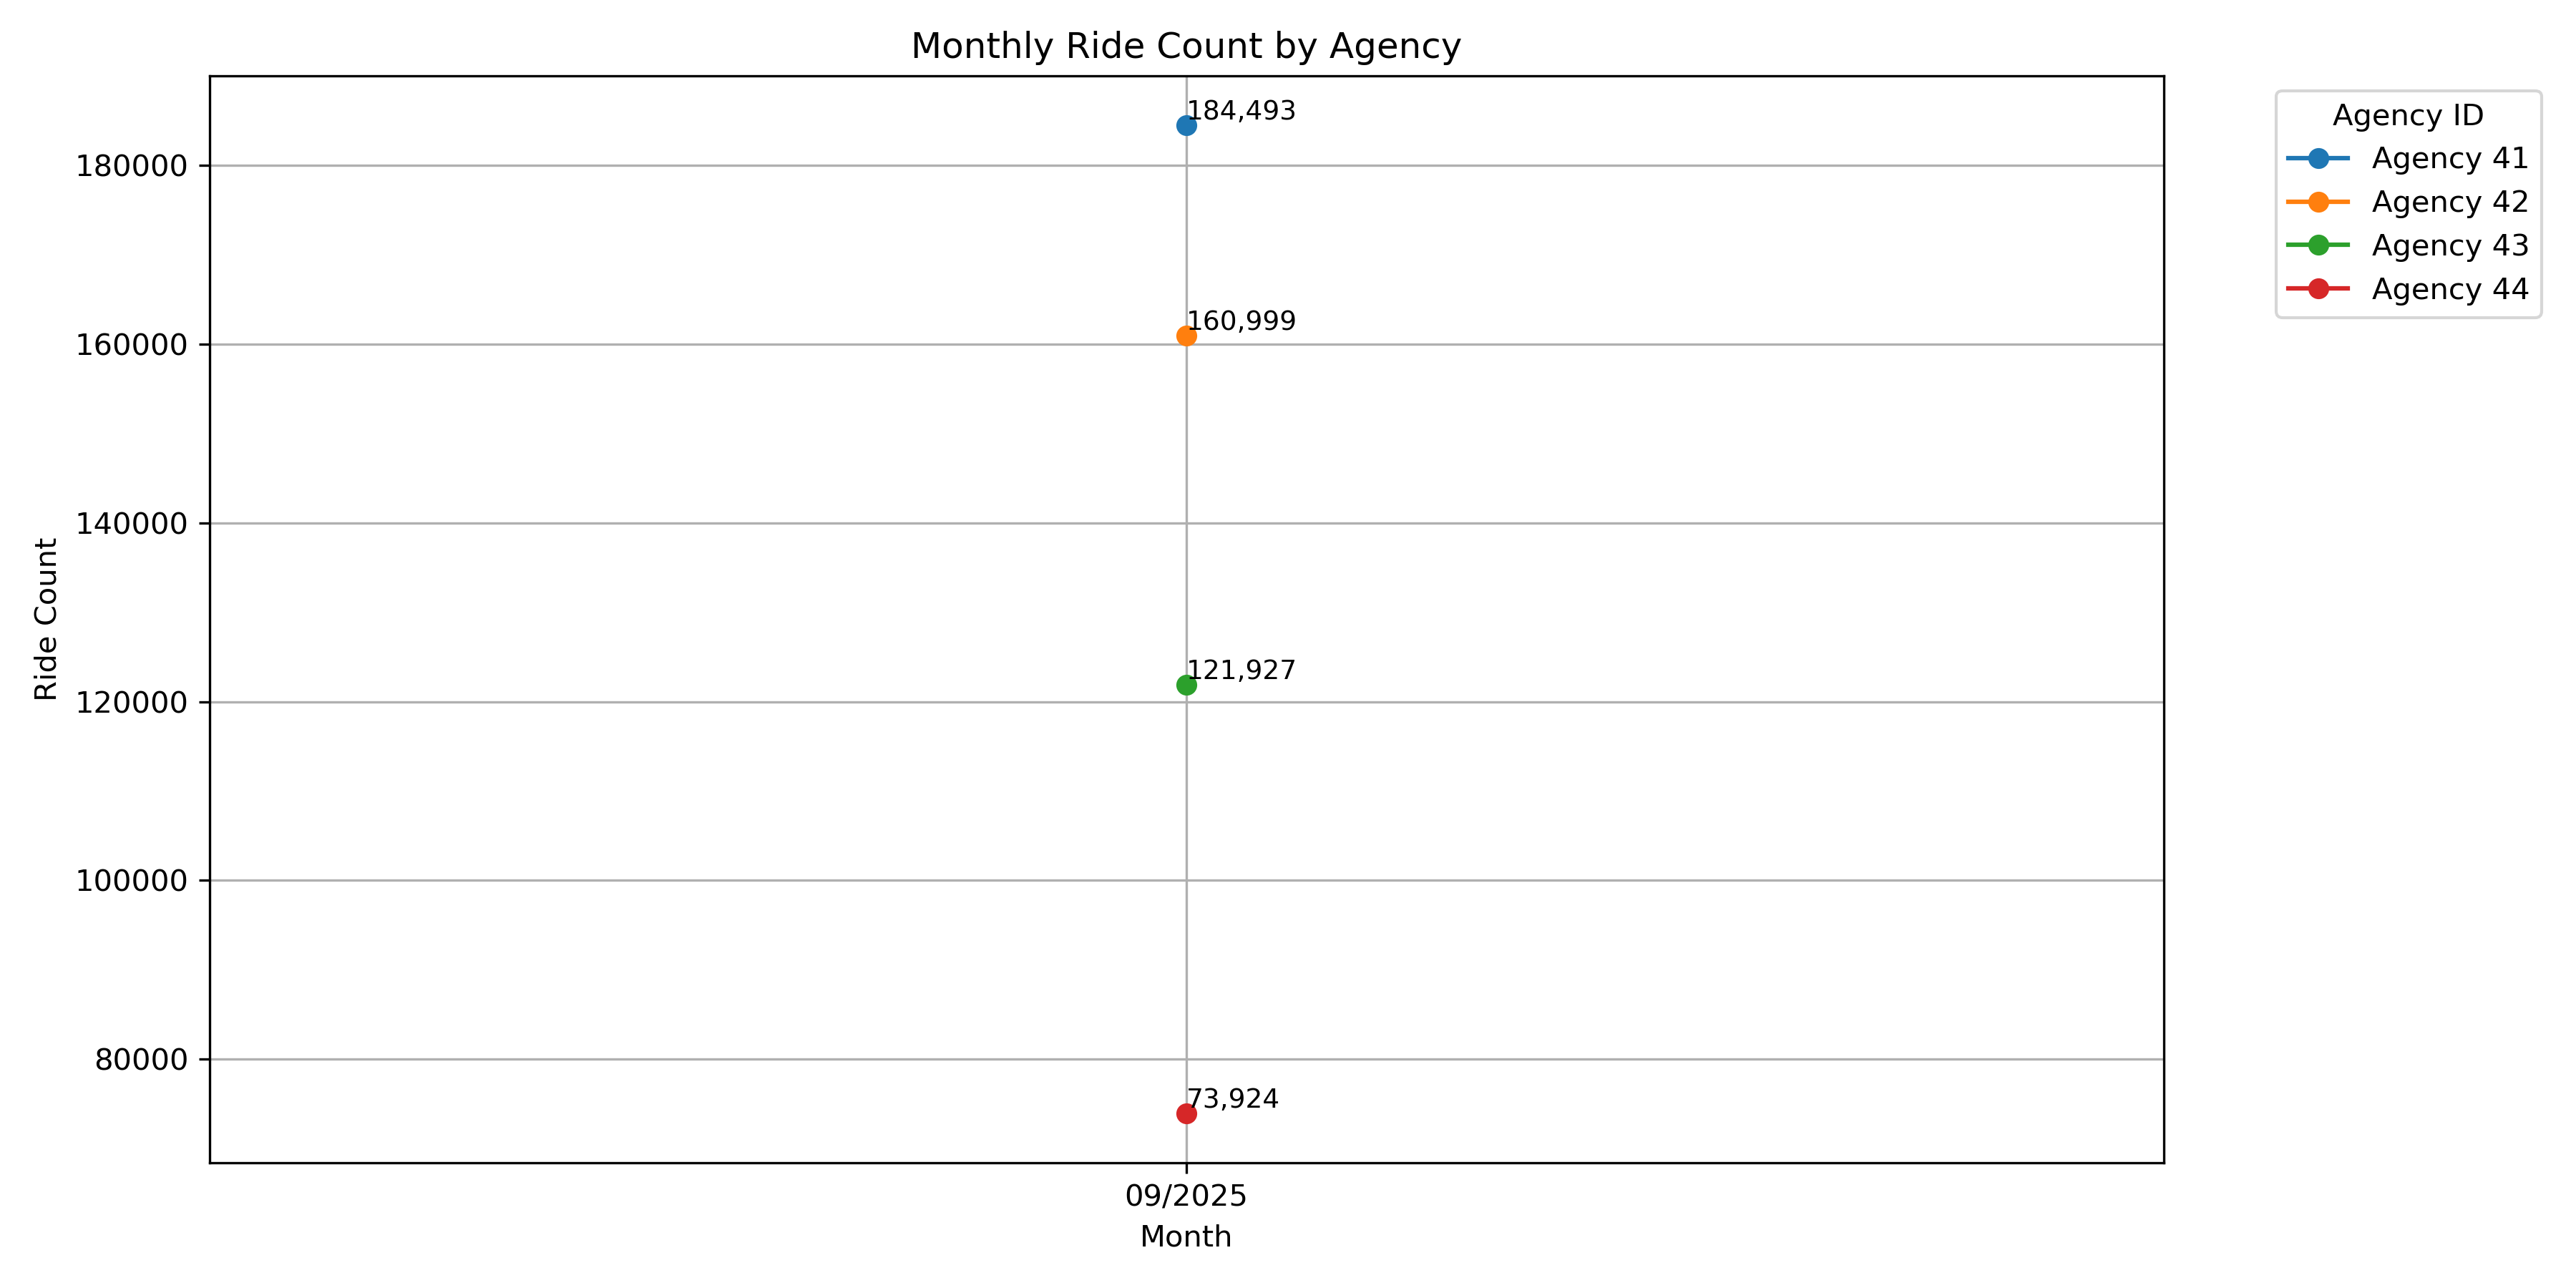 Monthly Ride Count by Agency
184,493
160,999
121,927
73,924
180000
160000
140000
120000
100000
80000
Ride Count
09/2025
Month
Agency ID
Agency 41
Agency 42
Agency 43
Agency 44